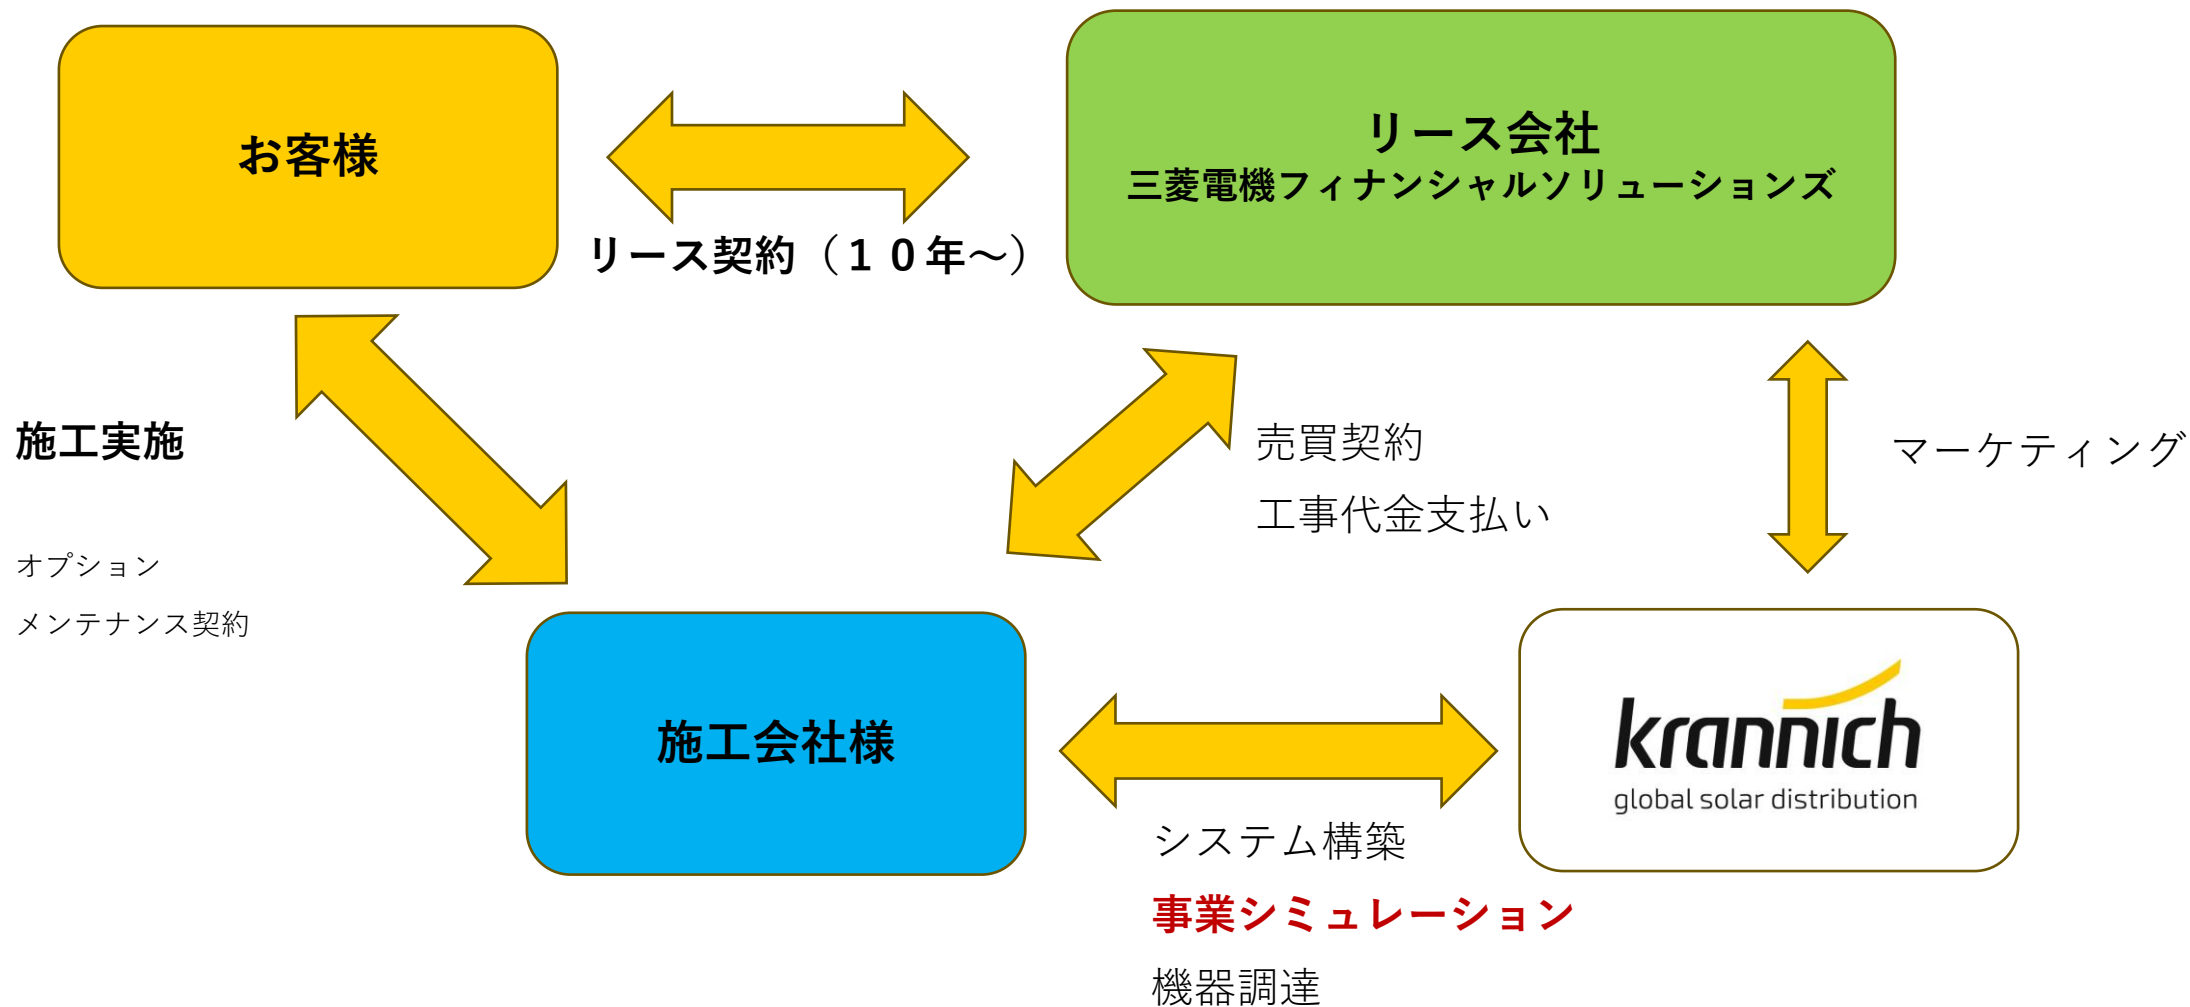 お客様
リース会社
三菱電機フィナンシャルソリューションズ
リース契約（１０年～）
施工実施
オプション
メンテナンス契約
売買契約
工事代金支払い
マーケティング
施工会社様
krannich
global solar distribution
システム構築
事業シミュレーション
機器調達